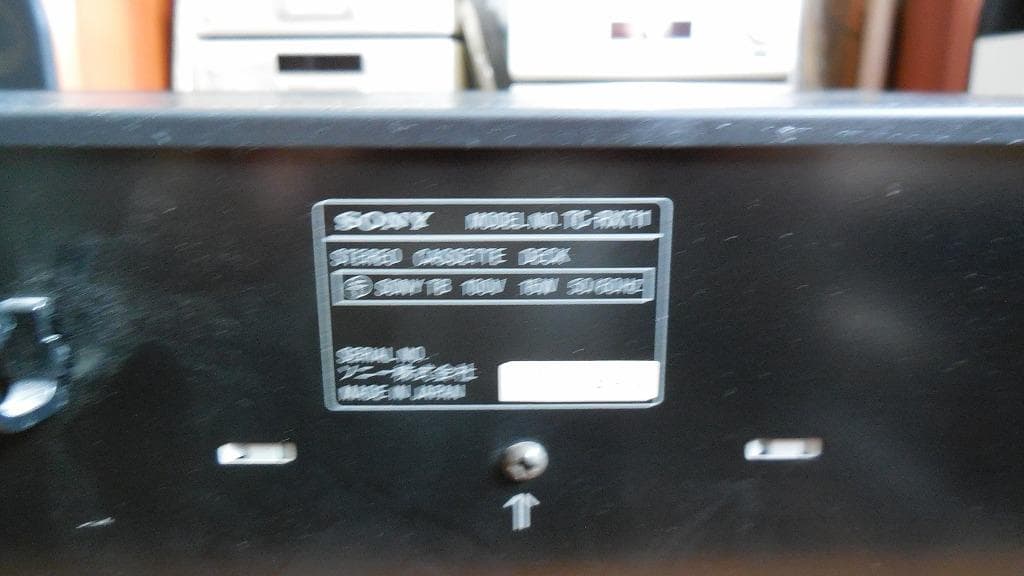 SONY MODEL NO. TC-RX711
STEREO CASSETTE DECK
SONY TB 100V 16W 50/60Hz
SERIAL NO.
ソニー株式会社
MADE IN JAPAN